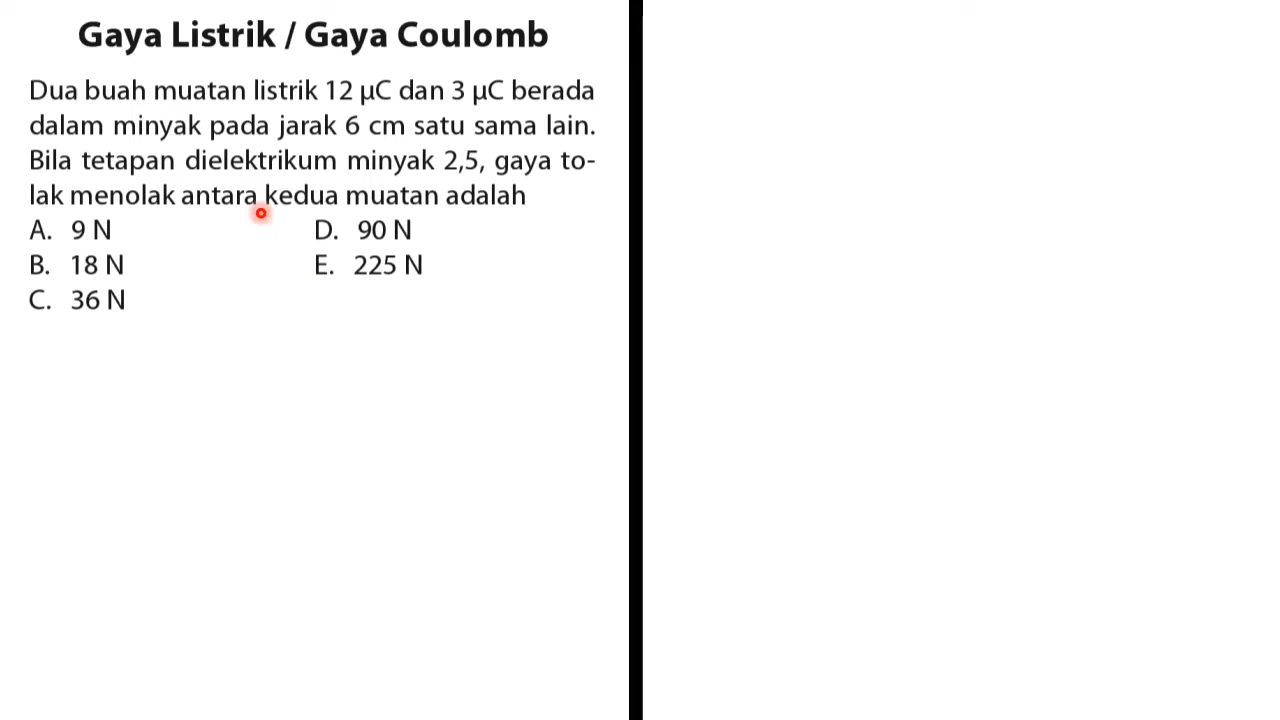 Gaya Listrik / Gaya Coulomb
Dua buah muatan listrik 12 μC dan 3 μC berada
dalam minyak pada jarak 6 cm satu sama lain.
Bila tetapan dielektrikum minyak 2,5, gaya to-
lak menolak antara kedua muatan adalah
A. 9 N D. 90 N
B. 18 N E. 225 N
C. 36 N